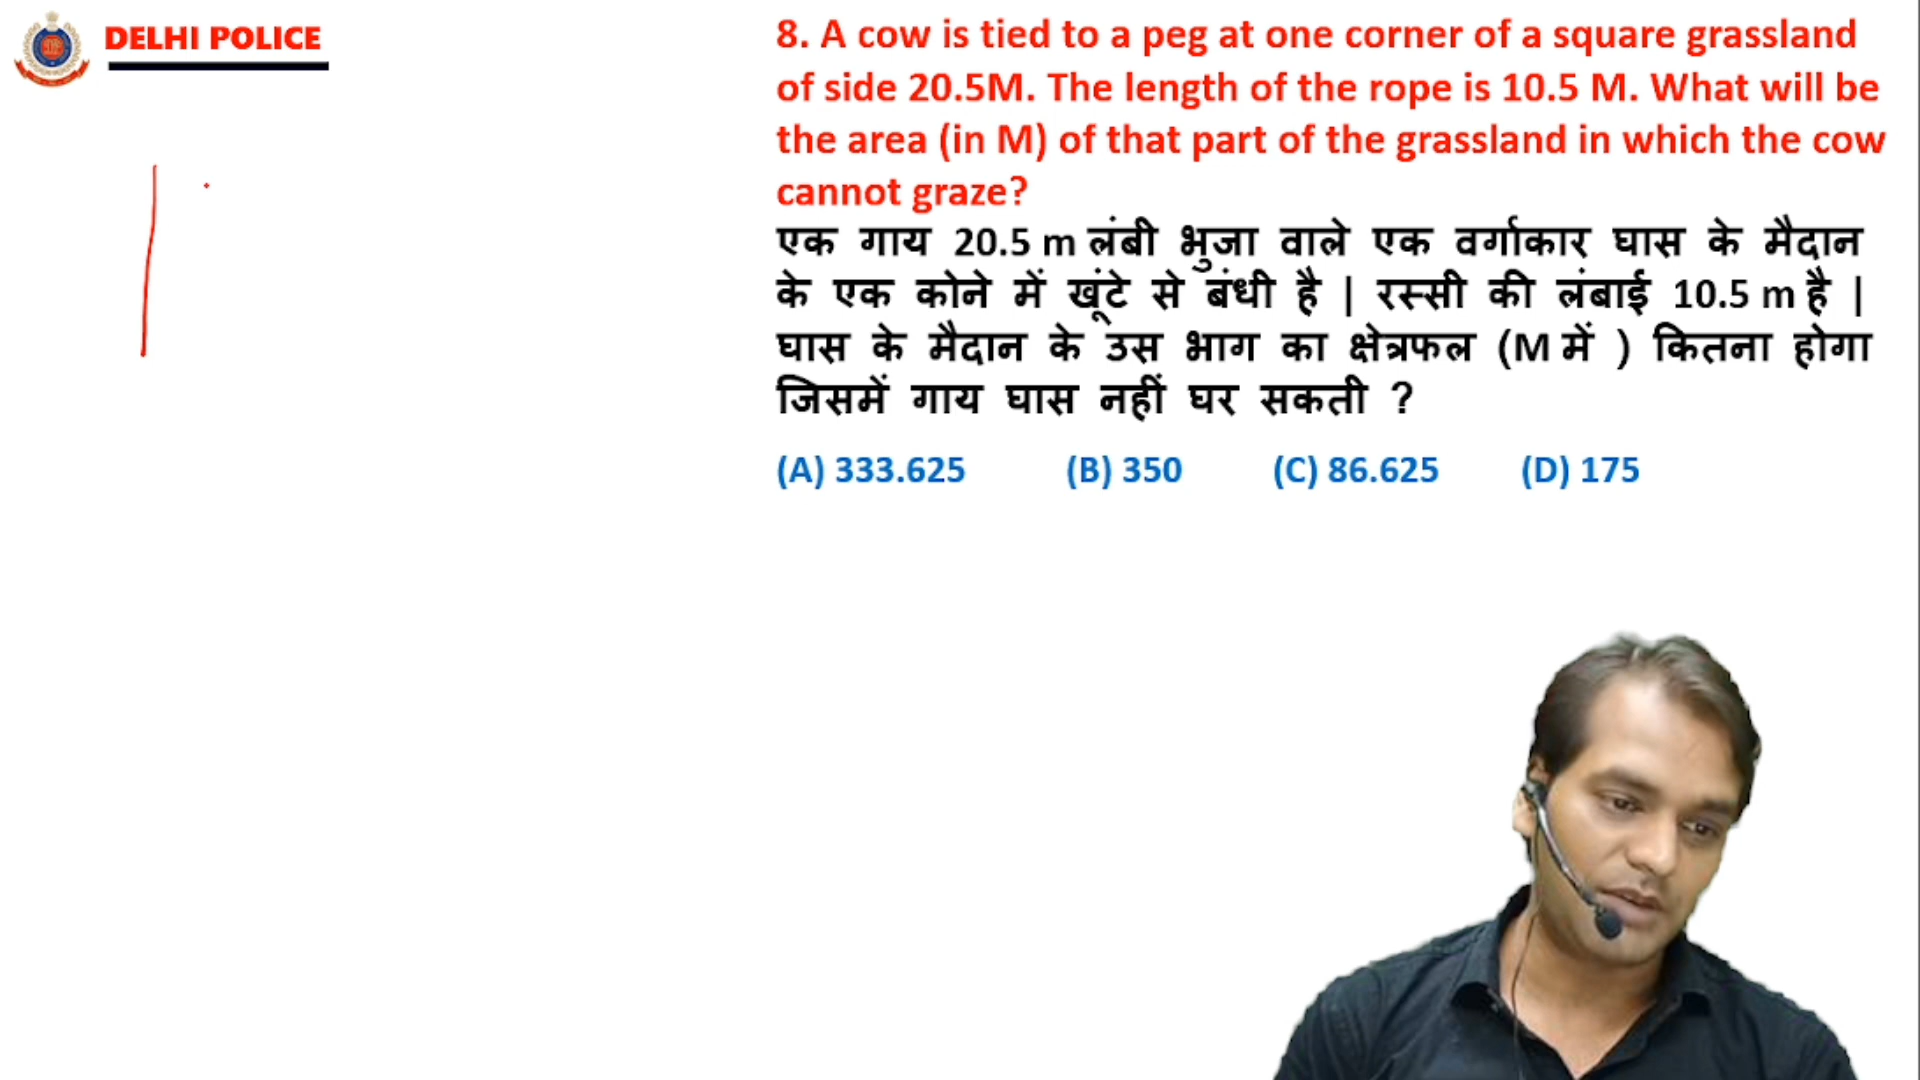 DELHI POLICE
8. A cow is tied to a peg at one corner of a square grassland
of side 20.5M. The length of the rope is 10.5 M. What will be
the area (in M) of that part of the grassland in which the cow
cannot graze?
एक गाय 20.5 m लंबी भुजा वाले एक वर्गाकार घास के मैदान
के एक कोने में खूंटे से बंधी है | रस्सी की लंबाई 10.5 m है |
घास के मैदान के उस भाग का क्षेत्रफल (M में ) कितना होगा
जिसमें गाय घास नहीं घर सकती ?
(A) 333.625 (B) 350 (C) 86.625 (D) 175